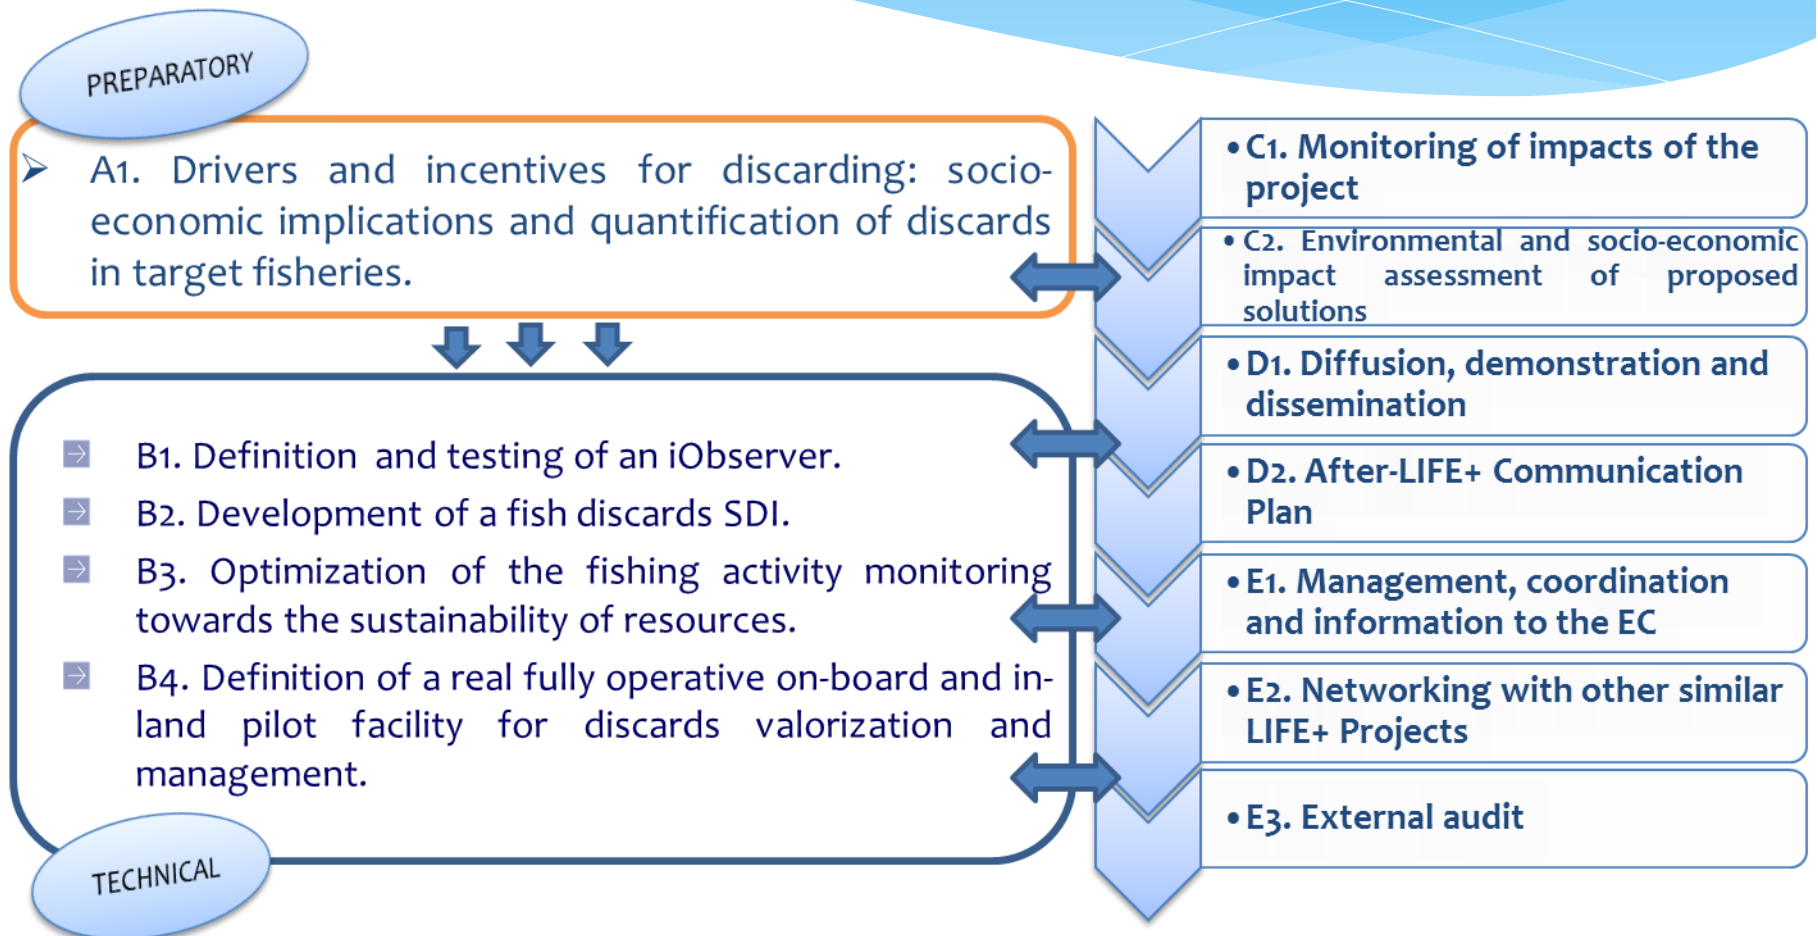 PREPARATORY
A1. Drivers and incentives for discarding: socio-
economic implications and quantification of discards
in target fisheries.
B1. Definition and testing of an iObserver.
B2. Development of a fish discards SDI.
B3. Optimization of the fishing activity monitoring
towards the sustainability of resources.
B4. Definition of a real fully operative on-board and in-
land pilot facility for discards valorization and
management.
TECHNICAL
•C1. Monitoring of impacts of the
project
• C2. Environmental and socio-economic
impact assessment of proposed
solutions
•D1. Diffusion, demonstration and
dissemination
•D2. After-LIFE+ Communication
Plan
•E1. Management, coordination
and information to the EC
•E2. Networking with other similar
LIFE+ Projects
•E3. External audit